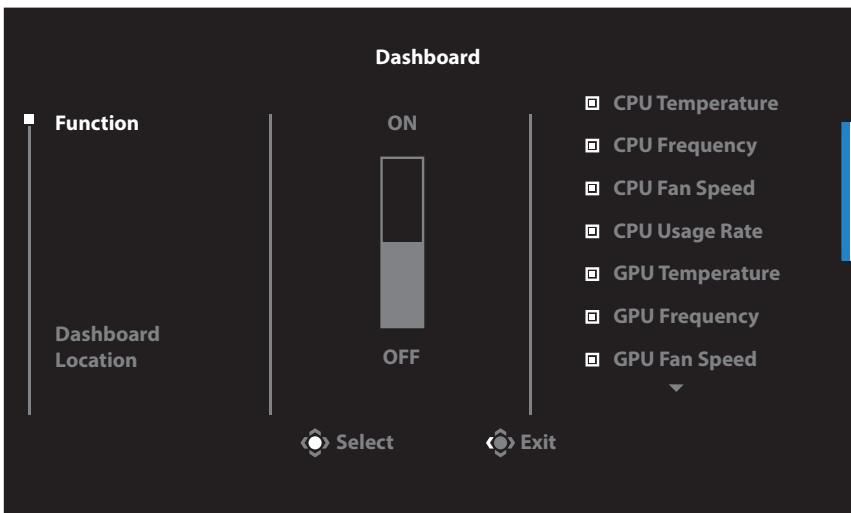 Dashboard
Function
Dashboard
Location
ON
OFF
CPU Temperature
CPU Frequency
CPU Fan Speed
CPU Usage Rate
GPU Temperature
GPU Frequency
GPU Fan Speed
Select
Exit